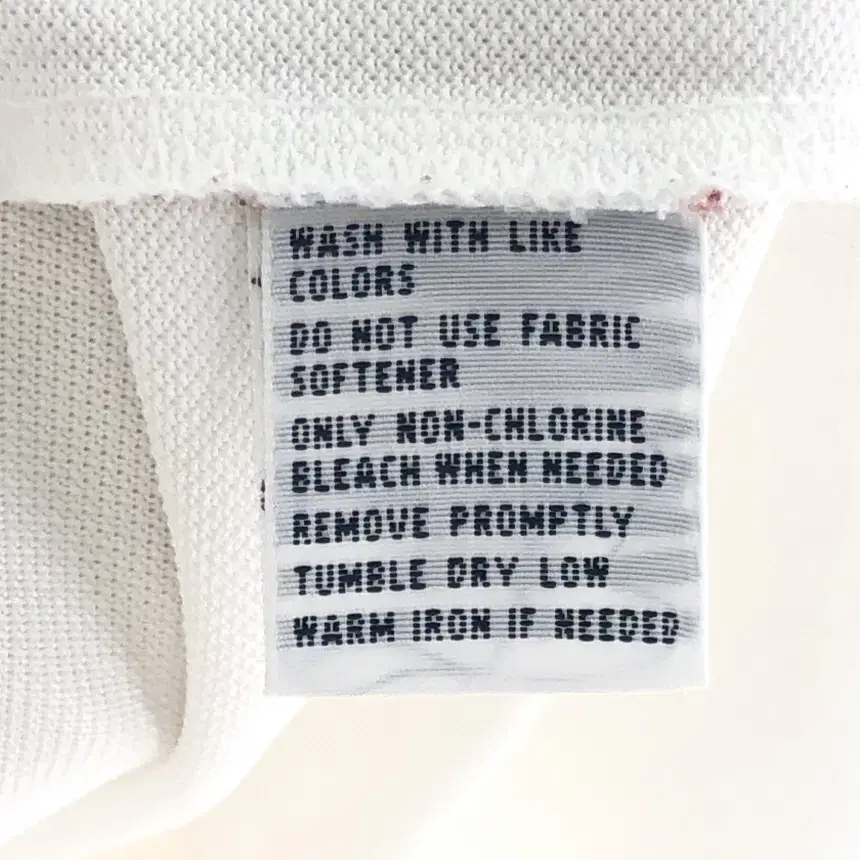 WASH WITH LIKE
COLORS
DO NOT USE FABRIC
SOFTENER
ONLY NON-CHLORINE
BLEACH WHEN NEEDED
REMOVE PROMPTLY
TUMBLE DRY LOW
WARM IRON IF NEEDED